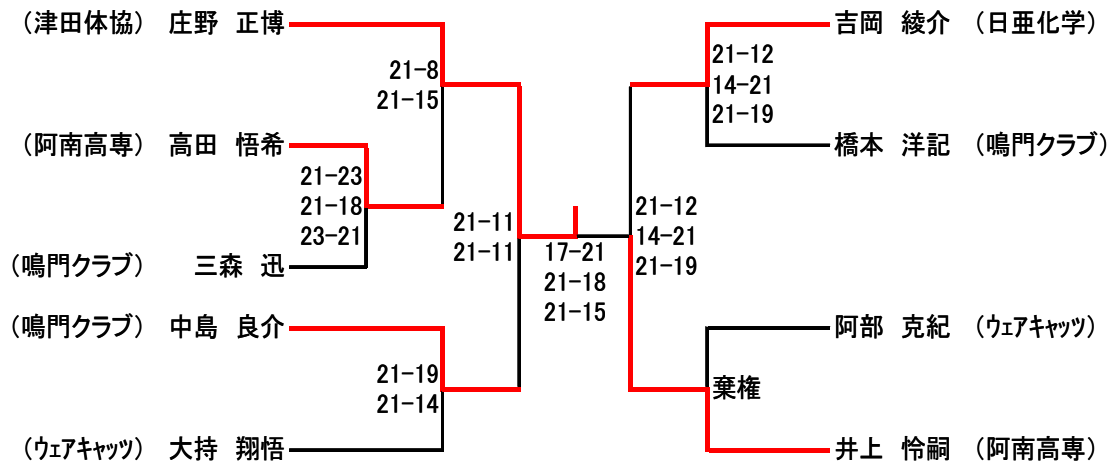 （津田体協）　庄野　正博
21-8
21-15
（阿南高専）　高田　悟希
21-23
21-18
23-21
（鳴門クラブ）　三森　迅
21-11
21-11
（鳴門クラブ）　中島　良介
21-19
21-14
（ウェアキャッツ）　大持　翔悟
17-21
21-18
21-15
吉岡　綾介　（日亜化学）
21-12
14-21
21-19
橋本　洋記　（鳴門クラブ）
21-12
14-21
21-19
阿部　克紀　（ウェアキャッツ）
棄権
井上　怜嗣　（阿南高専）